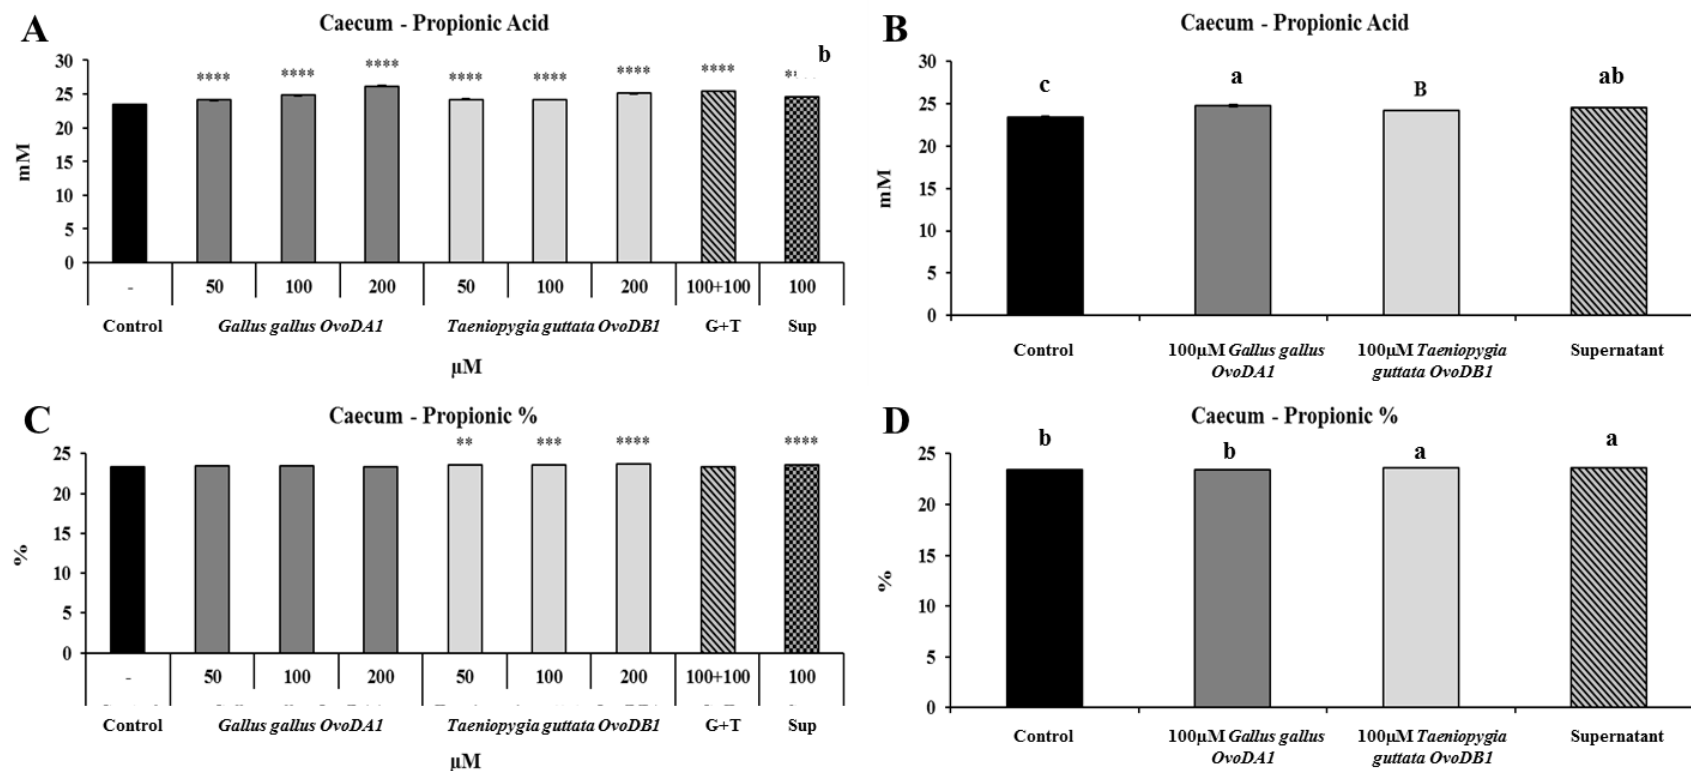 A
Caecum - Propionic Acid
b
**** **** **** **** **** **** ****
30
25
20
15
10
5
0
mM
- 50 100 200 50 100 200 100+100 100
Control Gallus gallus OvoDA1 Taeniopygia guttata OvoDB1 G+T Sup
µM
B
Caecum - Propionic Acid
c a B ab
30
25
20
15
10
5
0
mM
Control 100µM Gallus gallus 100µM Taeniopygia Supernatant
OvoDA1 guttata OvoDB1
C
Caecum - Propionic %
** *** **** ****
25
20
15
10
5
0
%
- 50 100 200 50 100 200 100+100 100
Control Gallus gallus OvoDA1 Taeniopygia guttata OvoDB1 G+T Sup
µM
D
Caecum - Propionic %
b b a a
25
20
15
10
5
0
%
Control 100µM Gallus gallus 100µM Taeniopygia Supernatant
OvoDA1 guttata OvoDB1